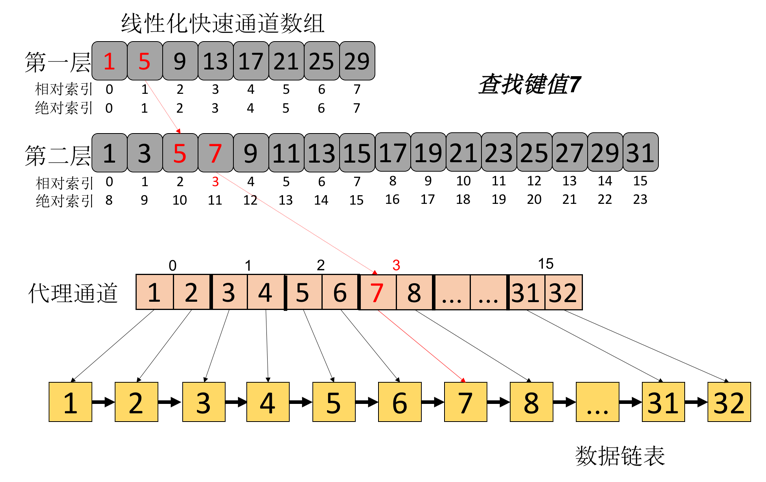 线性化快速通道数组
第一层 1 5 9 13 17 21 25 29
相对索引 0 1 2 3 4 5 6 7
绝对索引 0 1 2 3 4 5 6 7
查找键值7
第二层 1 3 5 7 9 11 13 15 17 19 21 23 25 27 29 31
相对索引 0 1 2 3 4 5 6 7 8 9 10 11 12 13 14 15
绝对索引 8 9 10 11 12 13 14 15 16 17 18 19 20 21 22 23
0 1 2 3 15
代理通道 1 2 3 4 5 6 7 8 ... ... 31 32
1 2 3 4 5 6 7 8 ... 31 32
数据链表